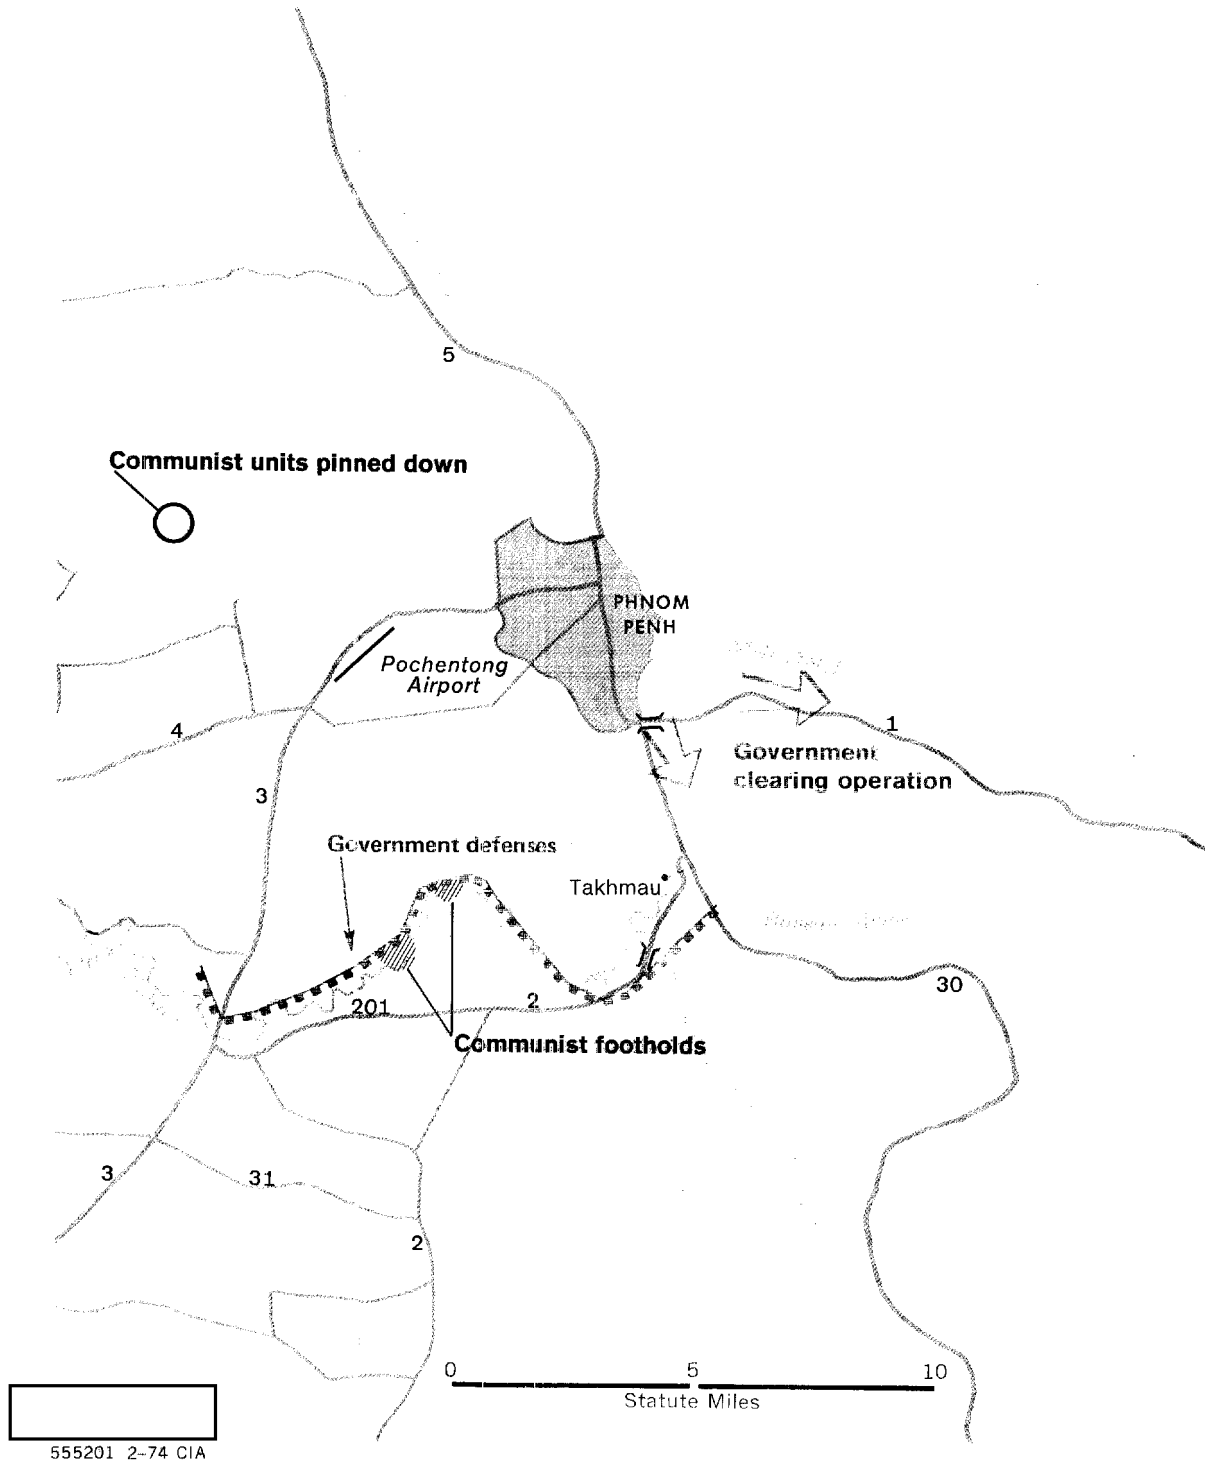 5
Communist units pinned down
PHNOM
PENH
Pochentong
Airport
4
1
Government
clearing operation
3
Government defenses
Takhmau
30
201
2
Communist footholds
3
31
2
0 5 10
Statute Miles
555201 2-74 CIA